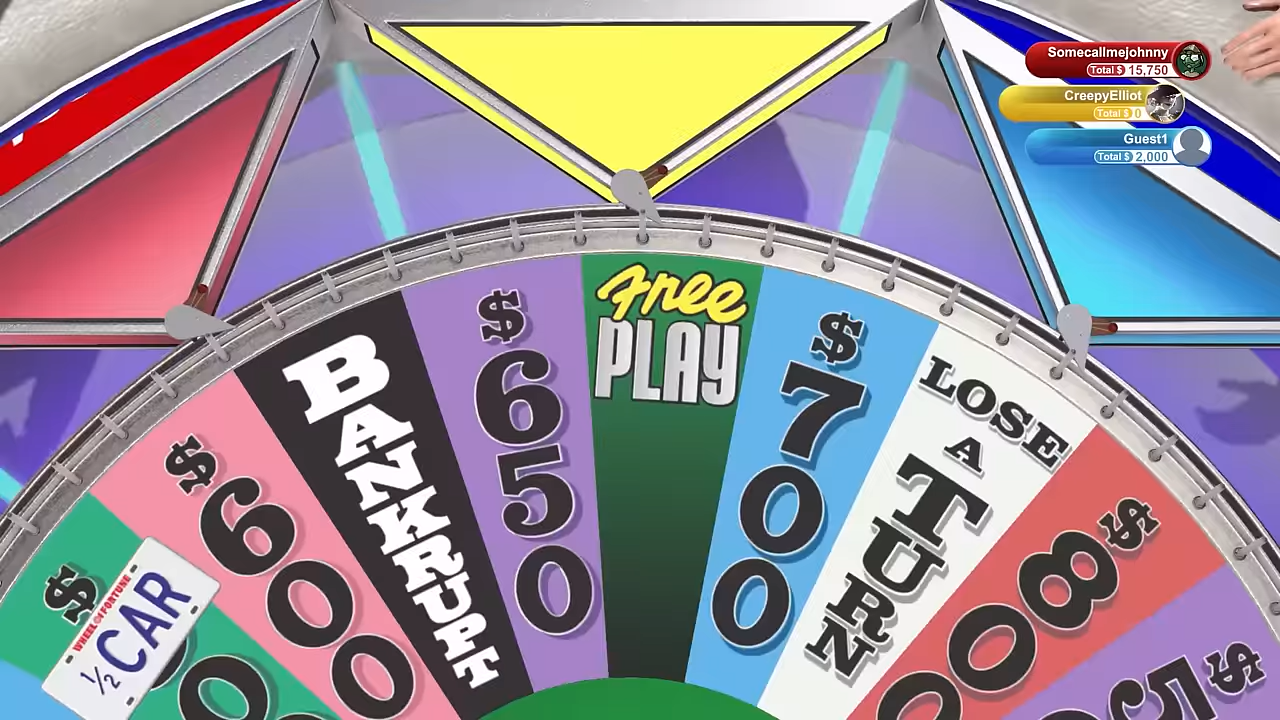 Somecallmejohnny
Total $ 15,750
CreepyElliot
Total $ 0
Guest1
Total $ 2,000
$
WHEEL OF FORTUNE
½ CAR
$600
BANKRUPT
$650
Free
PLAY
$700
LOSE
A
TURN
$800
$5